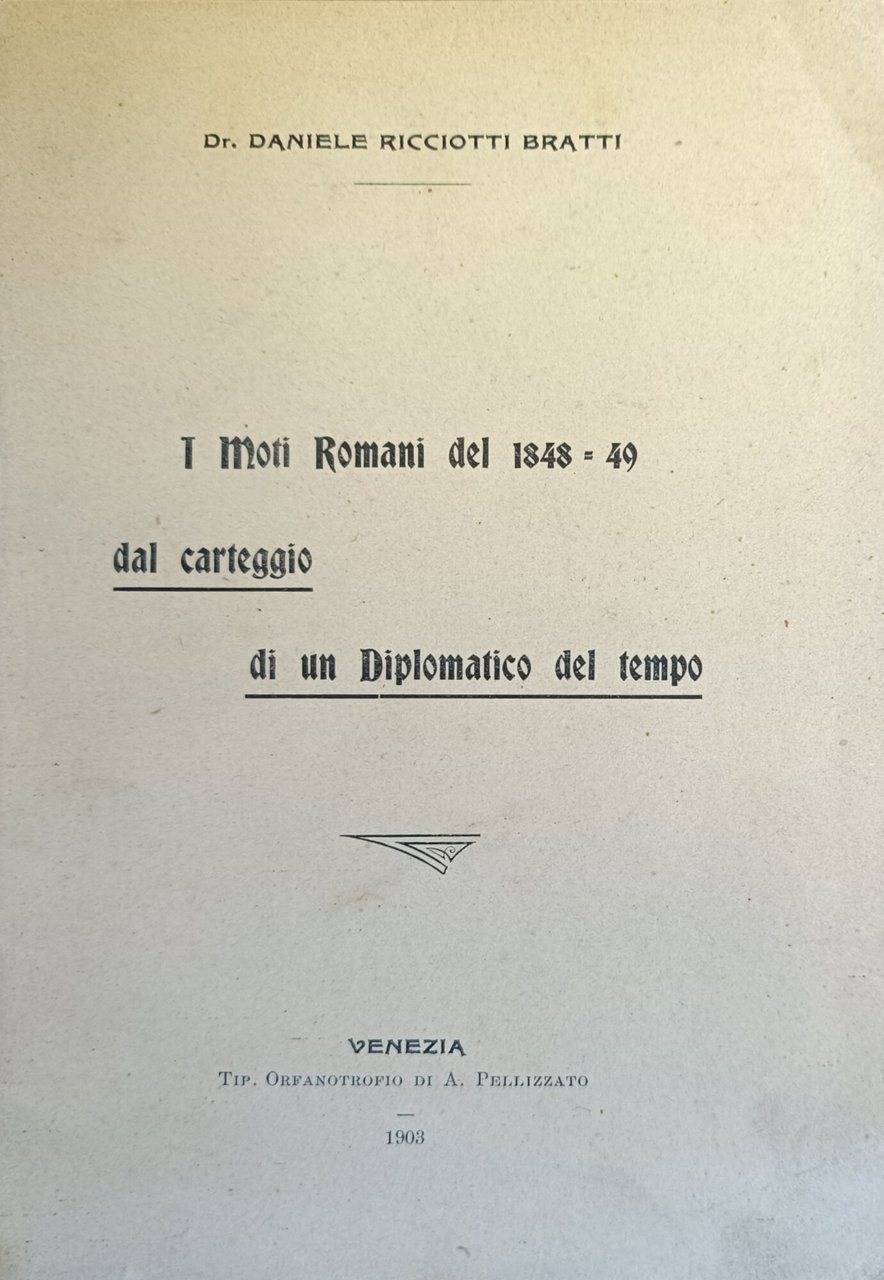 Dr. DANIELE RICCIOTTI BRATTI
I Moti Romani del 1848 = 49
dal carteggio
di un Diplomatico del tempo
VENEZIA
Tip. Orfanotrofio di A. Pellizzato
1903